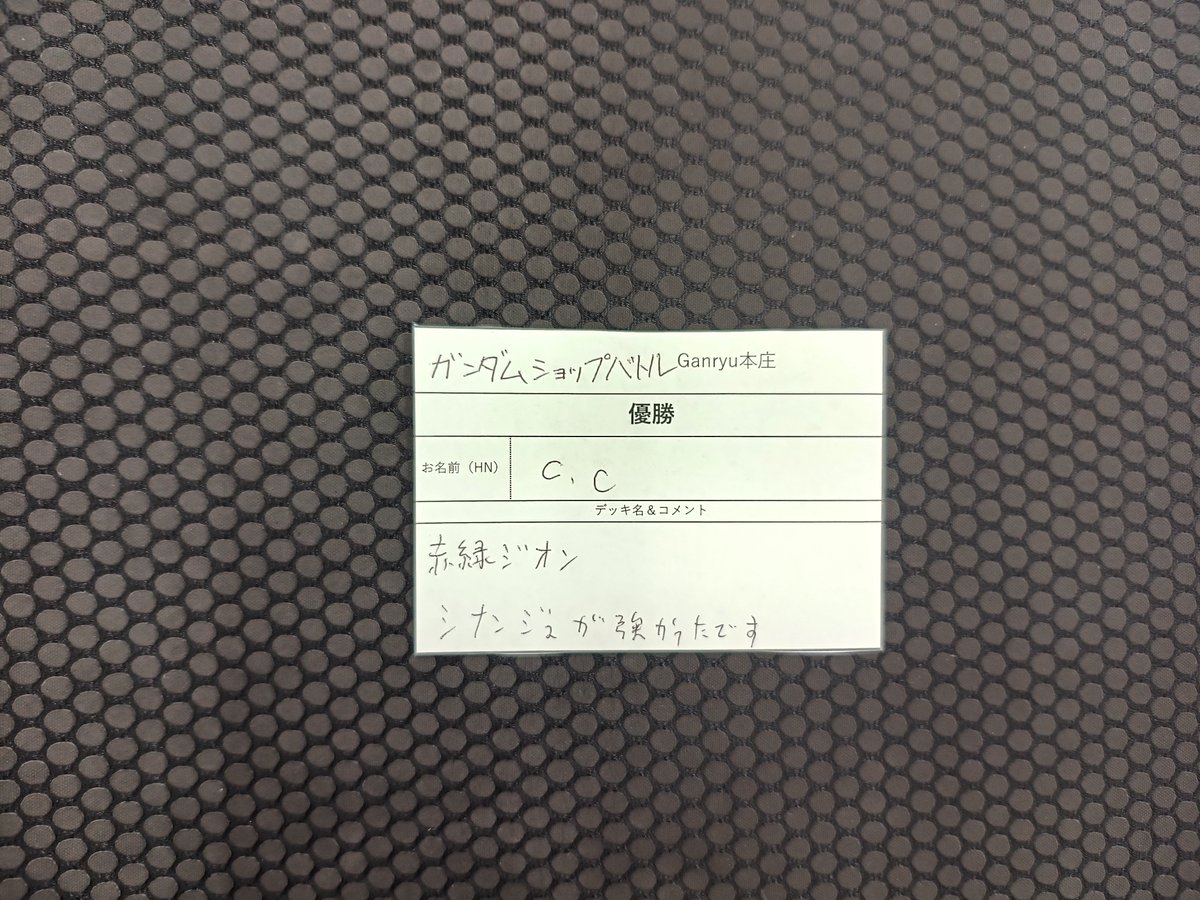 ガンダムショップバトルGanryu本庄
優勝
お名前（HN） C.C
デッキ名＆コメント
赤緑ジオン
シナンジュが強かったです